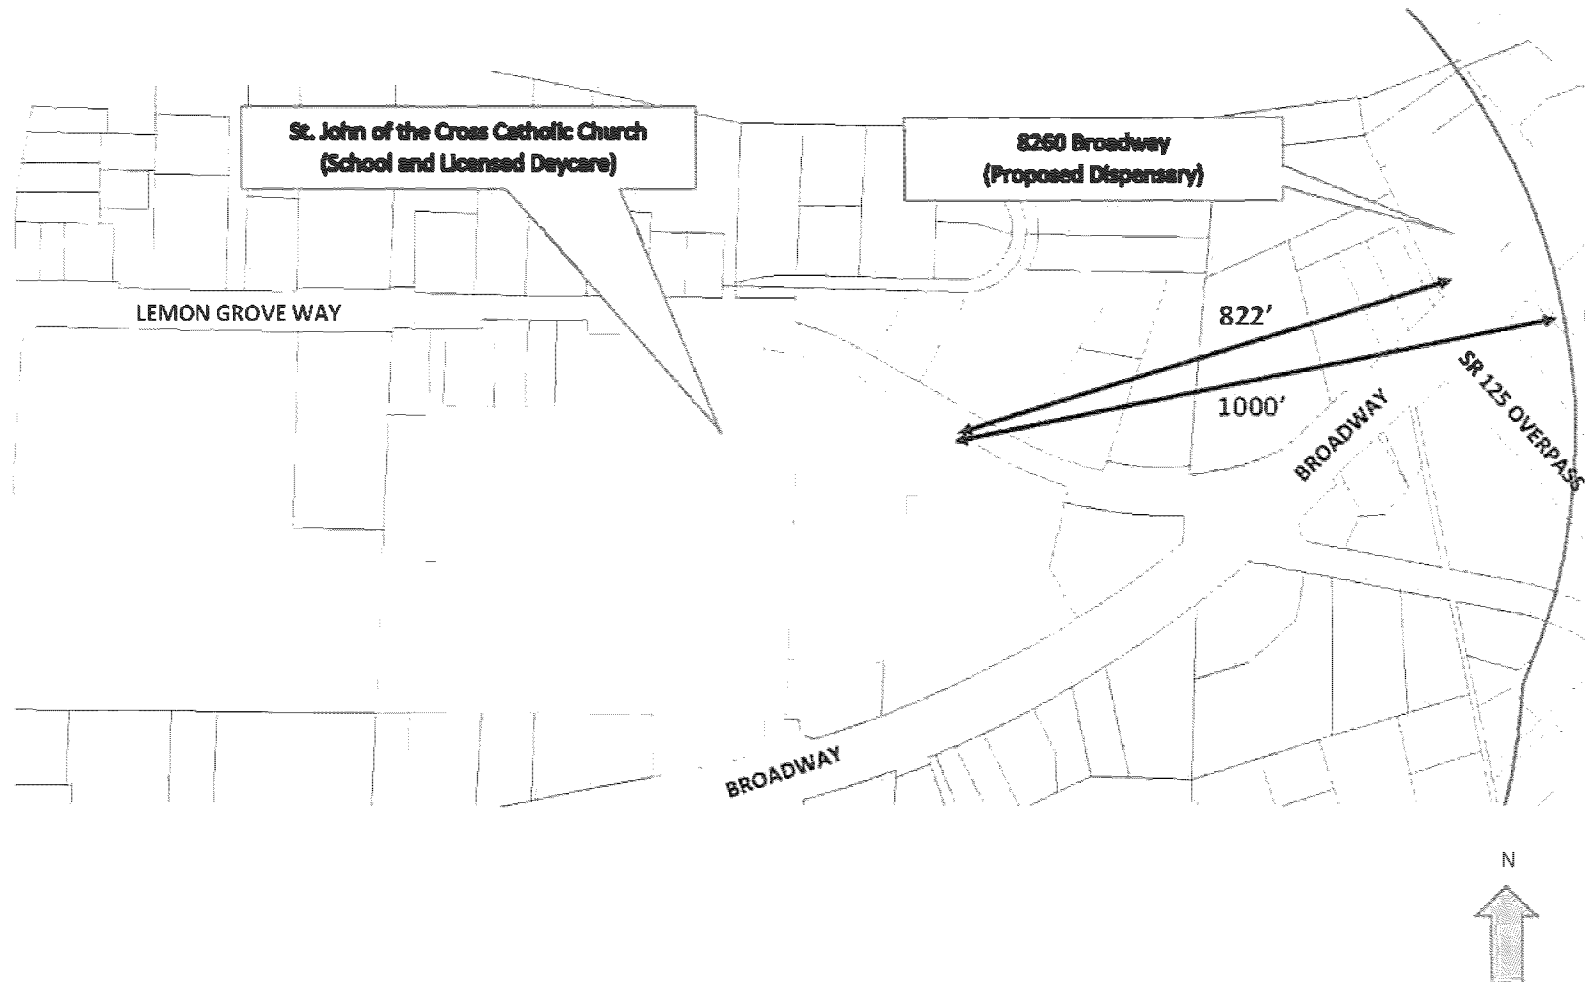 St. John of the Cross Catholic Church
(School and Licensed Daycare)
8260 Broadway
(Proposed Dispensary)
LEMON GROVE WAY
822’
1000’
SR 125 OVERPASS
BROADWAY
BROADWAY
N